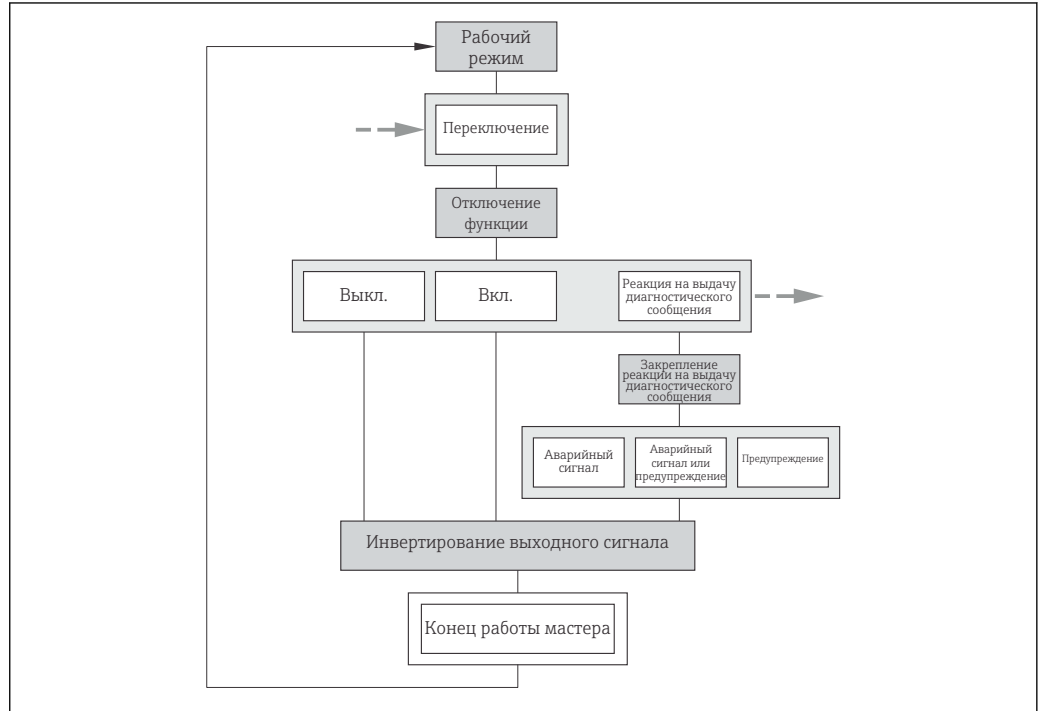 Рабочий
режим
Переключение
Отключение
функции
Выкл.
Вкл.
Реакция на выдачу
диагностического
сообщения
Закрепление
реакции на выдачу
диагностического
сообщения
Аварийный
сигнал
Аварийный
сигнал или
предупреждение
Предупреждение
Инвертирование выходного сигнала
Конец работы мастера